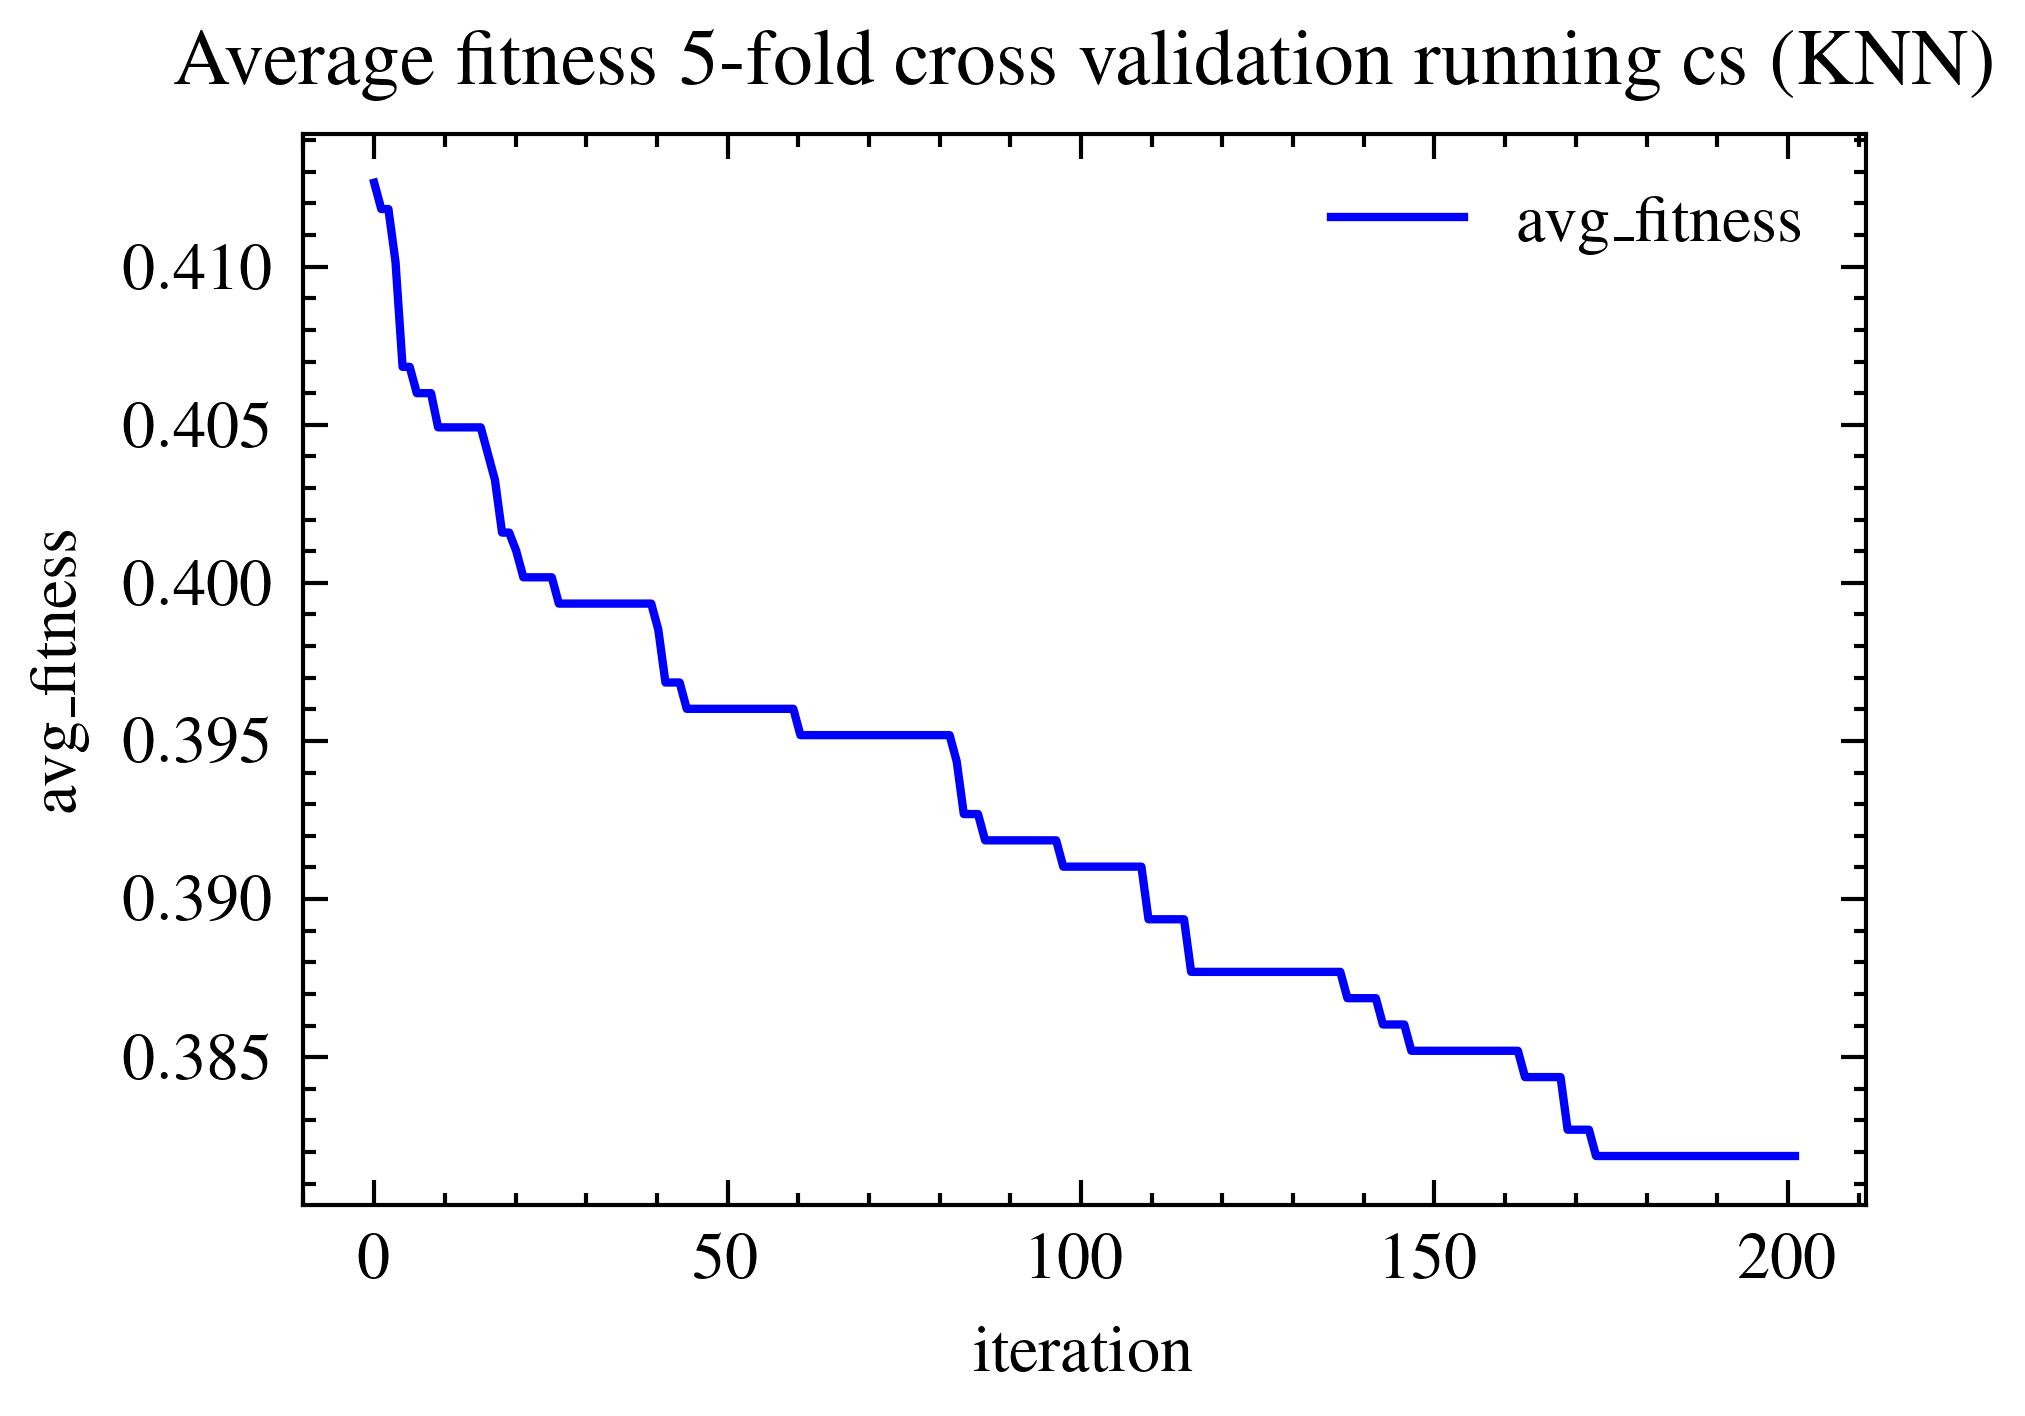 Average fitness 5-fold cross validation running cs (KNN)
avg_fitness
0.410
0.405
0.400
0.395
0.390
0.385
avg_fitness
0 50 100 150 200
iteration